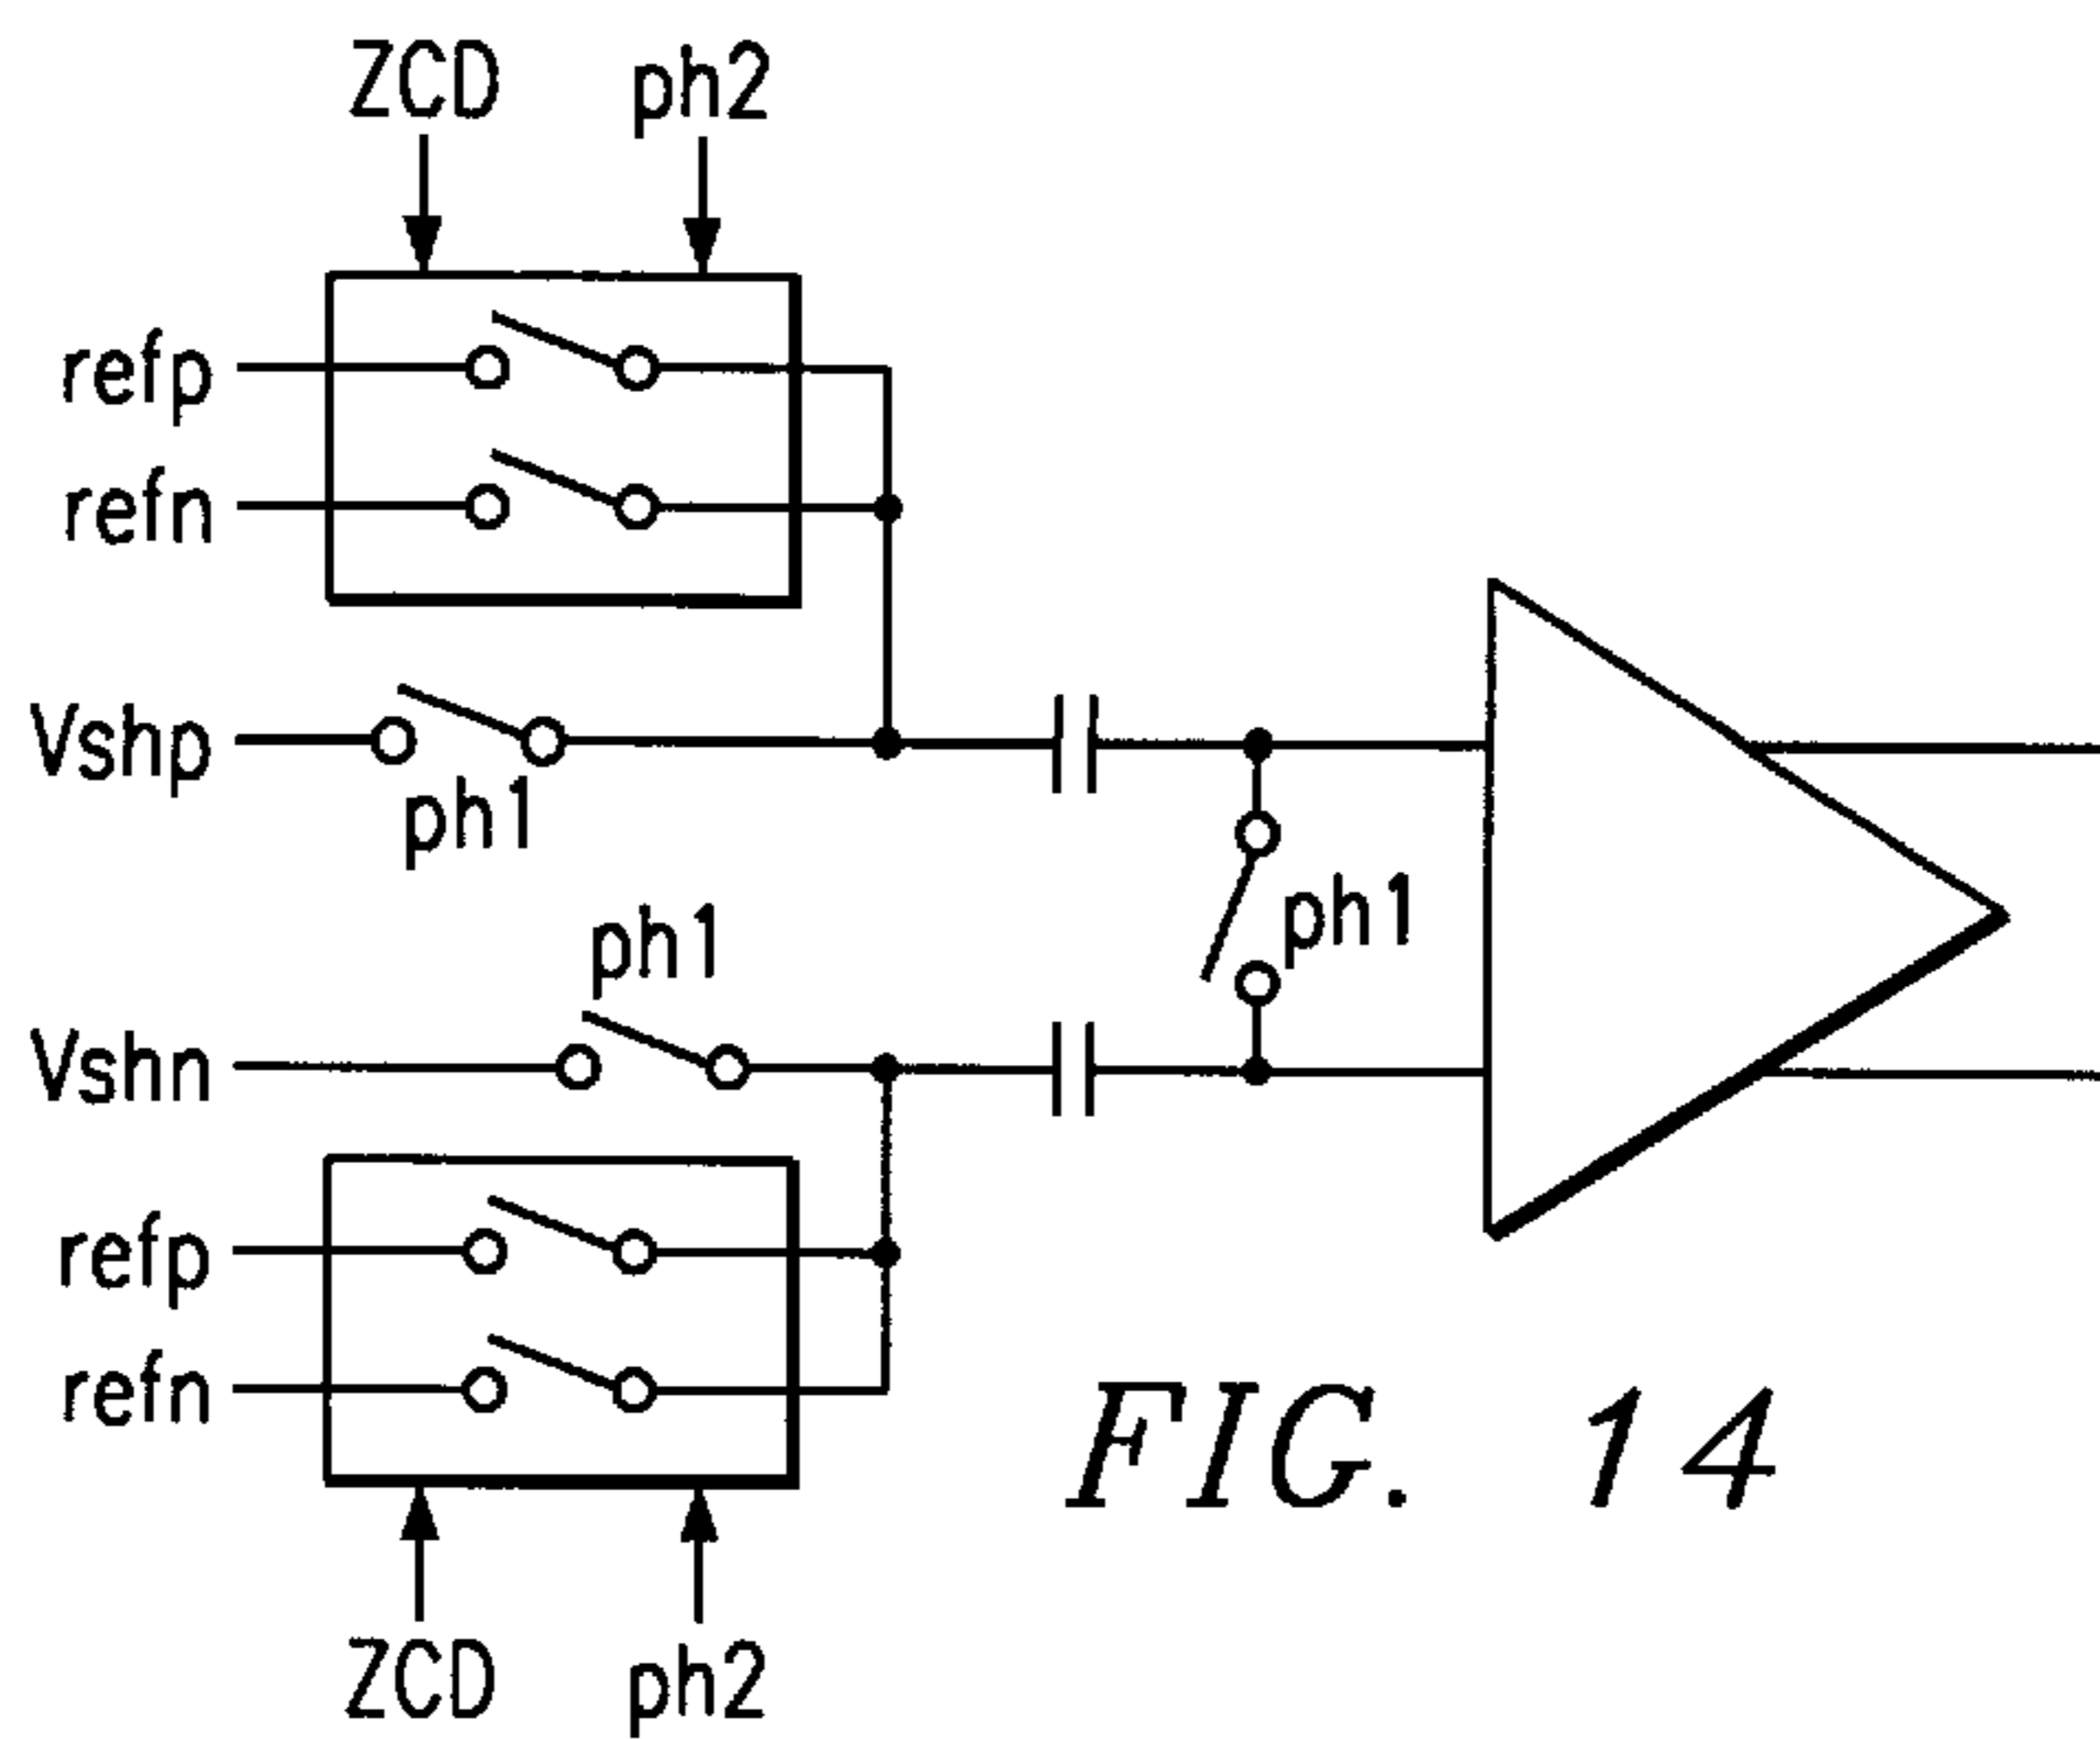 ZCD ph2
refp
refn
Vshp
ph1
ph1
ph1
Vshn
refp
refn
ZCD ph2
FIG. 14